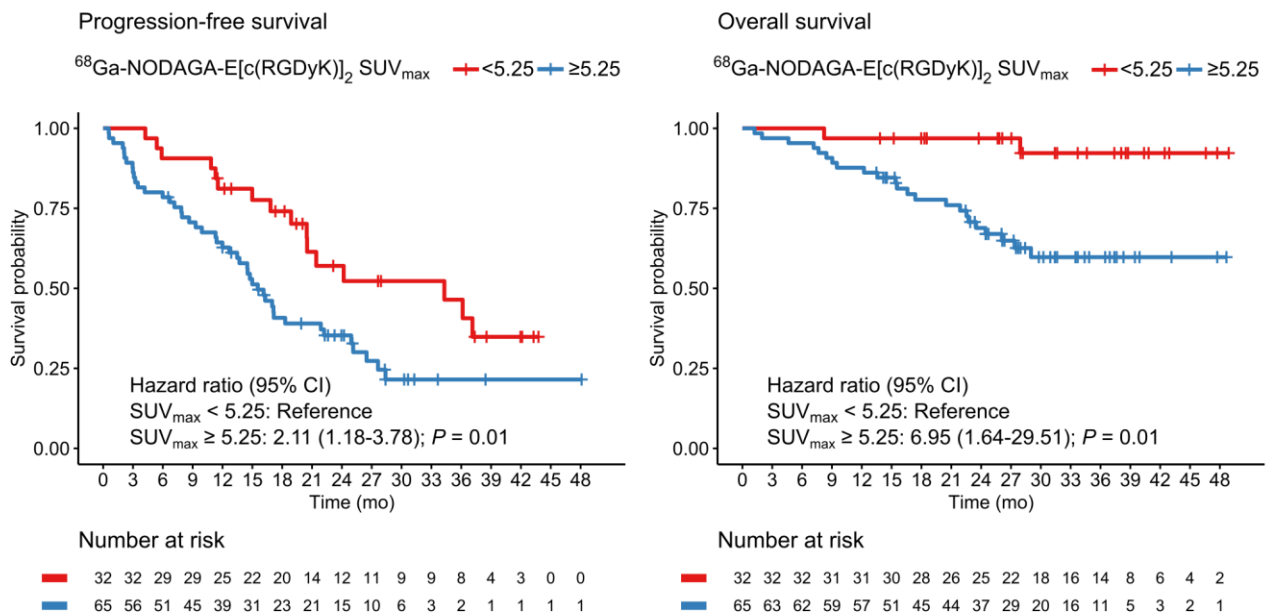 Progression-free survival
⁶⁸Ga-NODAGA-E[c(RGDyK)]₂ SUVmax <5.25 ≥5.25
1.00
0.75
0.50
0.25
0.00
Survival probability
Hazard ratio (95% CI)
SUVmax < 5.25: Reference
SUVmax ≥ 5.25: 2.11 (1.18-3.78); P = 0.01
0 3 6 9 12 15 18 21 24 27 30 33 36 39 42 45 48
Time (mo)
Number at risk
32 32 29 29 25 22 20 14 12 11 9 9 8 4 3 0 0
65 56 51 45 39 31 23 21 15 10 6 3 2 1 1 1 1
Overall survival
⁶⁸Ga-NODAGA-E[c(RGDyK)]₂ SUVmax <5.25 ≥5.25
1.00
0.75
0.50
0.25
0.00
Survival probability
Hazard ratio (95% CI)
SUVmax < 5.25: Reference
SUVmax ≥ 5.25: 6.95 (1.64-29.51); P = 0.01
0 3 6 9 12 15 18 21 24 27 30 33 36 39 42 45 48
Time (mo)
Number at risk
32 32 32 31 31 30 28 26 25 22 18 16 14 8 6 4 2
65 63 62 59 57 51 45 44 37 29 20 16 11 5 3 2 1